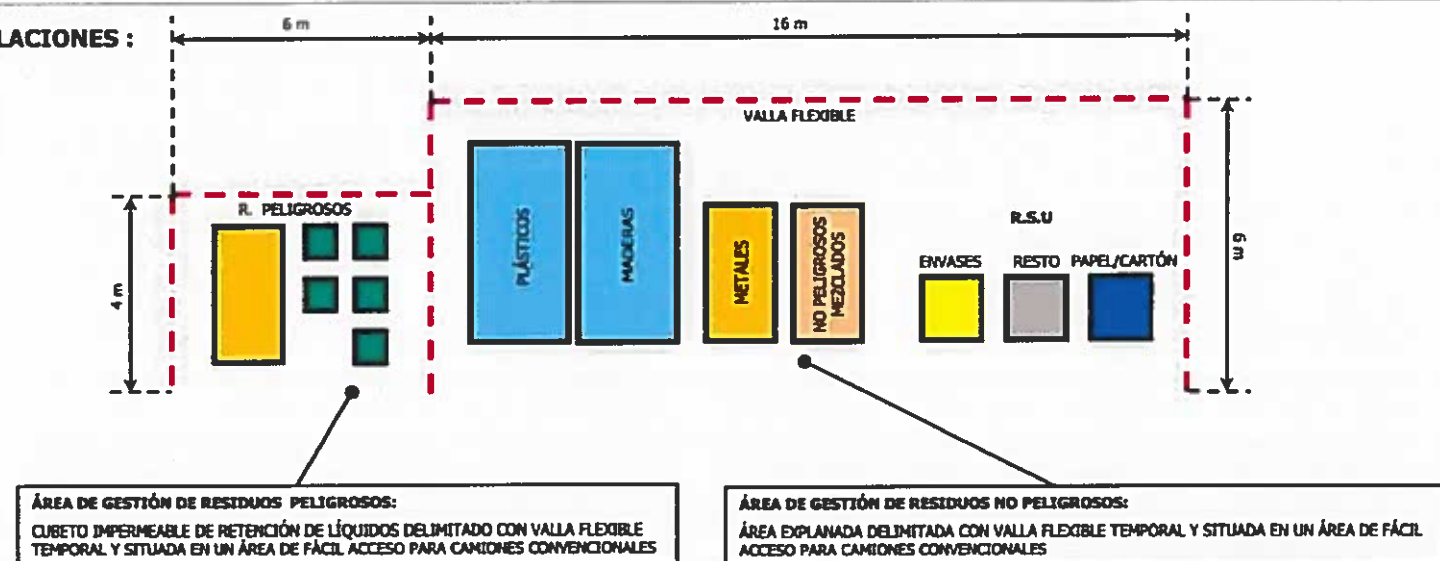 LACIONES :
6 m
16 m
VALLA FLEXIBLE
R. PELIGROSOS
4 m
PLÁSTICOS
MADERAS
METALES
NO PELIGROSOS
MEZCLADOS
R.S.U
ENVASES
RESTO
PAPEL/CARTÓN
6 m
ÁREA DE GESTIÓN DE RESIDUOS PELIGROSOS:
CUBETO IMPERMEABLE DE RETENCIÓN DE LÍQUIDOS DELIMITADO CON VALLA FLEXIBLE
TEMPORAL Y SITUADA EN UN ÁREA DE FÁCIL ACCESO PARA CAMIONES CONVENCIONALES
ÁREA DE GESTIÓN DE RESIDUOS NO PELIGROSOS:
ÁREA EXPLANADA DELIMITADA CON VALLA FLEXIBLE TEMPORAL Y SITUADA EN UN ÁREA DE FÁCIL
ACCESO PARA CAMIONES CONVENCIONALES